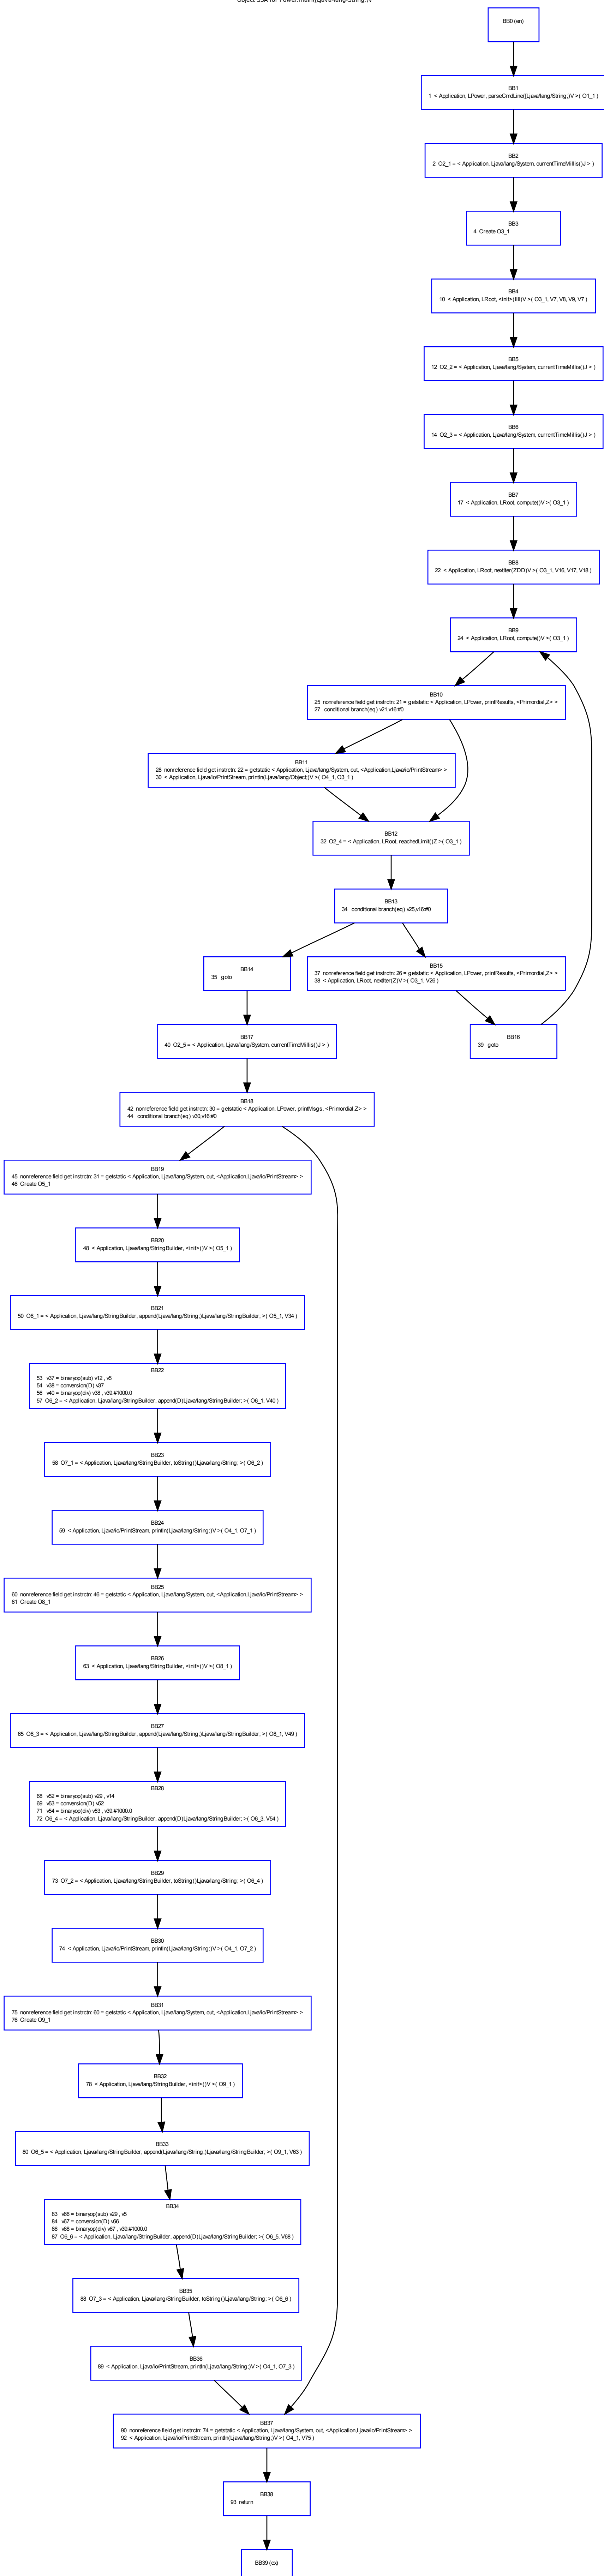 Object SSA for Power.main([Ljava-lang-String;)V
BB0 (en)
BB1
1 < Application, LPower, parseCmdLine([Ljava/lang/String;)V >( O1_1 )
BB2
2 O2_1 = < Application, Ljava/lang/System, currentTimeMillis()J > )
BB3
4 Create O3_1
BB4
10 < Application, LRoot, <init>(IIII)V >( O3_1, V7, V8, V9, V7 )
BB5
12 O2_2 = < Application, Ljava/lang/System, currentTimeMillis()J > )
BB6
14 O2_3 = < Application, Ljava/lang/System, currentTimeMillis()J > )
BB7
17 < Application, LRoot, compute()V >( O3_1 )
BB8
22 < Application, LRoot, nextIter(ZDD)V >( O3_1, V16, V17, V18 )
BB9
24 < Application, LRoot, compute()V >( O3_1 )
BB10
25 nonreference field get instrctn: 21 = getstatic < Application, LPower, printResults, <Primordial,Z> >
27 conditional branch(eq) v21,v16:#0
BB11
28 nonreference field get instrctn: 22 = getstatic < Application, Ljava/lang/System, out, <Application,Ljava/io/PrintStream> >
30 < Application, Ljava/io/PrintStream, println(Ljava/lang/Object;)V >( O4_1, O3_1 )
BB12
32 O2_4 = < Application, LRoot, reachedLimit()Z >( O3_1 )
BB13
34 conditional branch(eq) v25,v16:#0
BB14
35 goto
BB15
37 nonreference field get instrctn: 26 = getstatic < Application, LPower, printResults, <Primordial,Z> >
38 < Application, LRoot, nextIter(Z)V >( O3_1, V26 )
BB17
40 O2_5 = < Application, Ljava/lang/System, currentTimeMillis()J > )
BB16
39 goto
BB18
42 nonreference field get instrctn: 30 = getstatic < Application, LPower, printMsgs, <Primordial,Z> >
44 conditional branch(eq) v30,v16:#0
BB19
45 nonreference field get instrctn: 31 = getstatic < Application, Ljava/lang/System, out, <Application,Ljava/io/PrintStream> >
46 Create O5_1
BB20
48 < Application, Ljava/lang/StringBuilder, <init>()V >( O5_1 )
BB21
50 O6_1 = < Application, Ljava/lang/StringBuilder, append(Ljava/lang/String;)Ljava/lang/StringBuilder; >( O5_1, V34 )
BB22
53 v37 = binaryop(sub) v12 , v5
54 v38 = conversion(D) v37
56 v40 = binaryop(div) v38 , v39:#1000.0
57 O6_2 = < Application, Ljava/lang/StringBuilder, append(D)Ljava/lang/StringBuilder; >( O6_1, V40 )
BB23
58 O7_1 = < Application, Ljava/lang/StringBuilder, toString()Ljava/lang/String; >( O6_2 )
BB24
59 < Application, Ljava/io/PrintStream, println(Ljava/lang/String;)V >( O4_1, O7_1 )
BB25
60 nonreference field get instrctn: 46 = getstatic < Application, Ljava/lang/System, out, <Application,Ljava/io/PrintStream> >
61 Create O8_1
BB26
63 < Application, Ljava/lang/StringBuilder, <init>()V >( O8_1 )
BB27
65 O6_3 = < Application, Ljava/lang/StringBuilder, append(Ljava/lang/String;)Ljava/lang/StringBuilder; >( O8_1, V49 )
BB28
68 v52 = binaryop(sub) v29 , v14
69 v53 = conversion(D) v52
71 v54 = binaryop(div) v53 , v39:#1000.0
72 O6_4 = < Application, Ljava/lang/StringBuilder, append(D)Ljava/lang/StringBuilder; >( O6_3, V54 )
BB29
73 O7_2 = < Application, Ljava/lang/StringBuilder, toString()Ljava/lang/String; >( O6_4 )
BB30
74 < Application, Ljava/io/PrintStream, println(Ljava/lang/String;)V >( O4_1, O7_2 )
BB31
75 nonreference field get instrctn: 60 = getstatic < Application, Ljava/lang/System, out, <Application,Ljava/io/PrintStream> >
76 Create O9_1
BB32
78 < Application, Ljava/lang/StringBuilder, <init>()V >( O9_1 )
BB33
80 O6_5 = < Application, Ljava/lang/StringBuilder, append(Ljava/lang/String;)Ljava/lang/StringBuilder; >( O9_1, V63 )
BB34
83 v66 = binaryop(sub) v29 , v5
84 v67 = conversion(D) v66
86 v68 = binaryop(div) v67 , v39:#1000.0
87 O6_6 = < Application, Ljava/lang/StringBuilder, append(D)Ljava/lang/StringBuilder; >( O6_5, V68 )
BB35
88 O7_3 = < Application, Ljava/lang/StringBuilder, toString()Ljava/lang/String; >( O6_6 )
BB36
89 < Application, Ljava/io/PrintStream, println(Ljava/lang/String;)V >( O4_1, O7_3 )
BB37
90 nonreference field get instrctn: 74 = getstatic < Application, Ljava/lang/System, out, <Application,Ljava/io/PrintStream> >
92 < Application, Ljava/io/PrintStream, println(Ljava/lang/String;)V >( O4_1, V75 )
BB38
93 return
BB39 (ex)